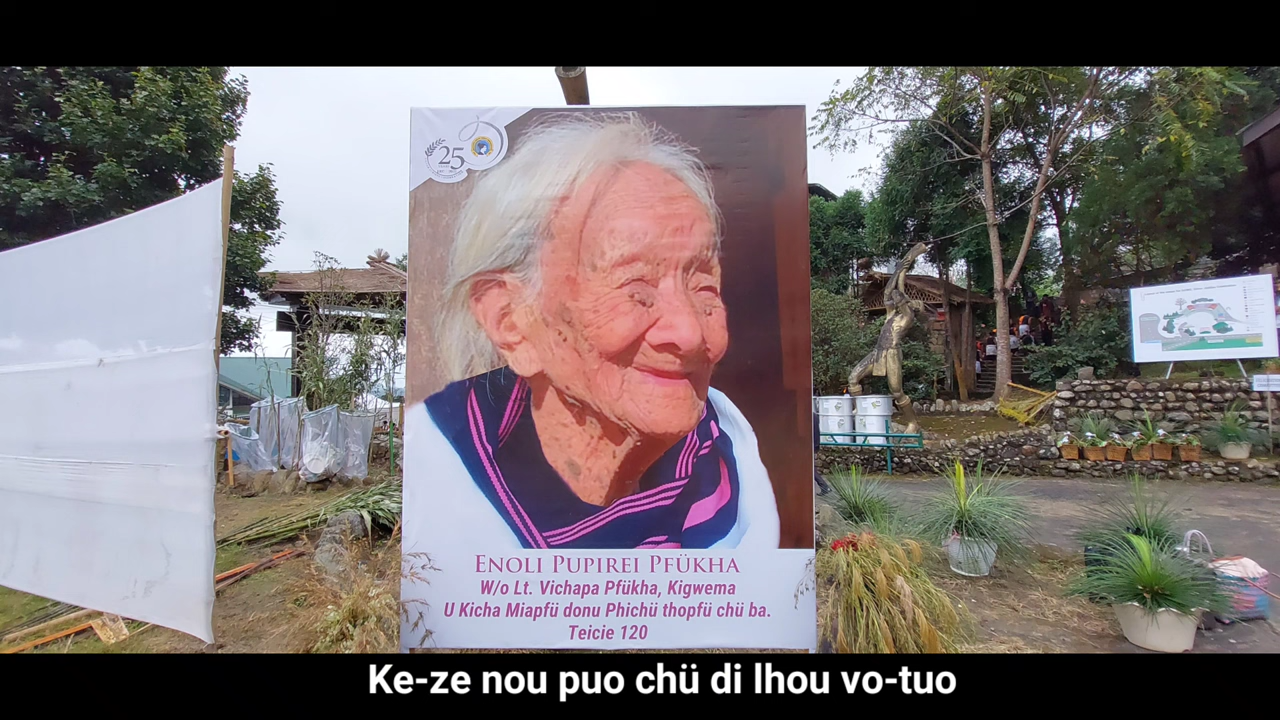 25
ENOLI PUPIREI PFÜKHA
W/o Lt. Vichapa Pfükha, Kigwema
U Kicha Miapfü donu Phichü thopfü chü ba.
Teicie 120
Ke-ze nou puo chü di lhou vo-tuo